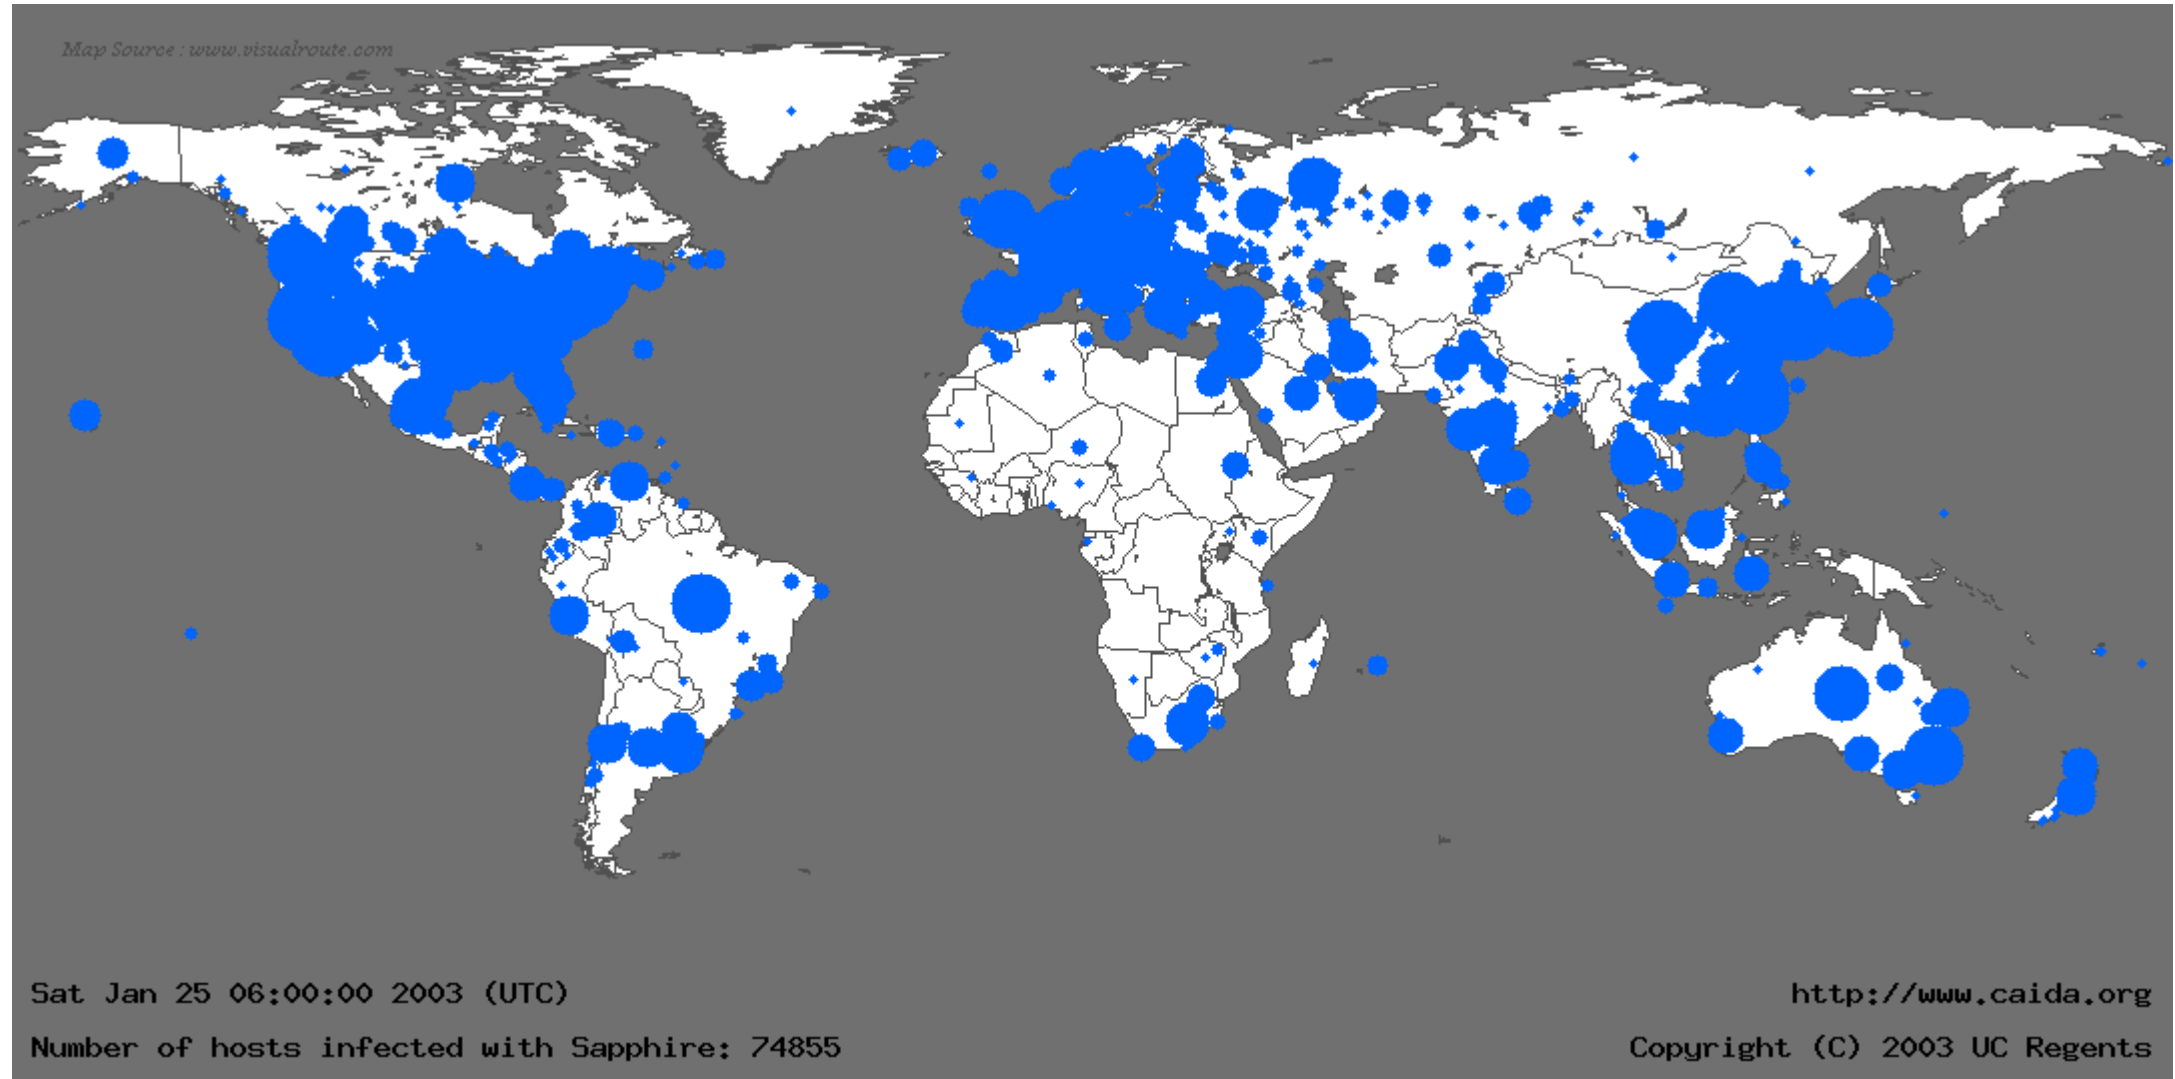 Map Source : www.visualroute.com
Sat Jan 25 06:00:00 2003 (UTC)
http://www.caida.org
Number of hosts infected with Sapphire: 74855
Copyright (C) 2003 UC Regents